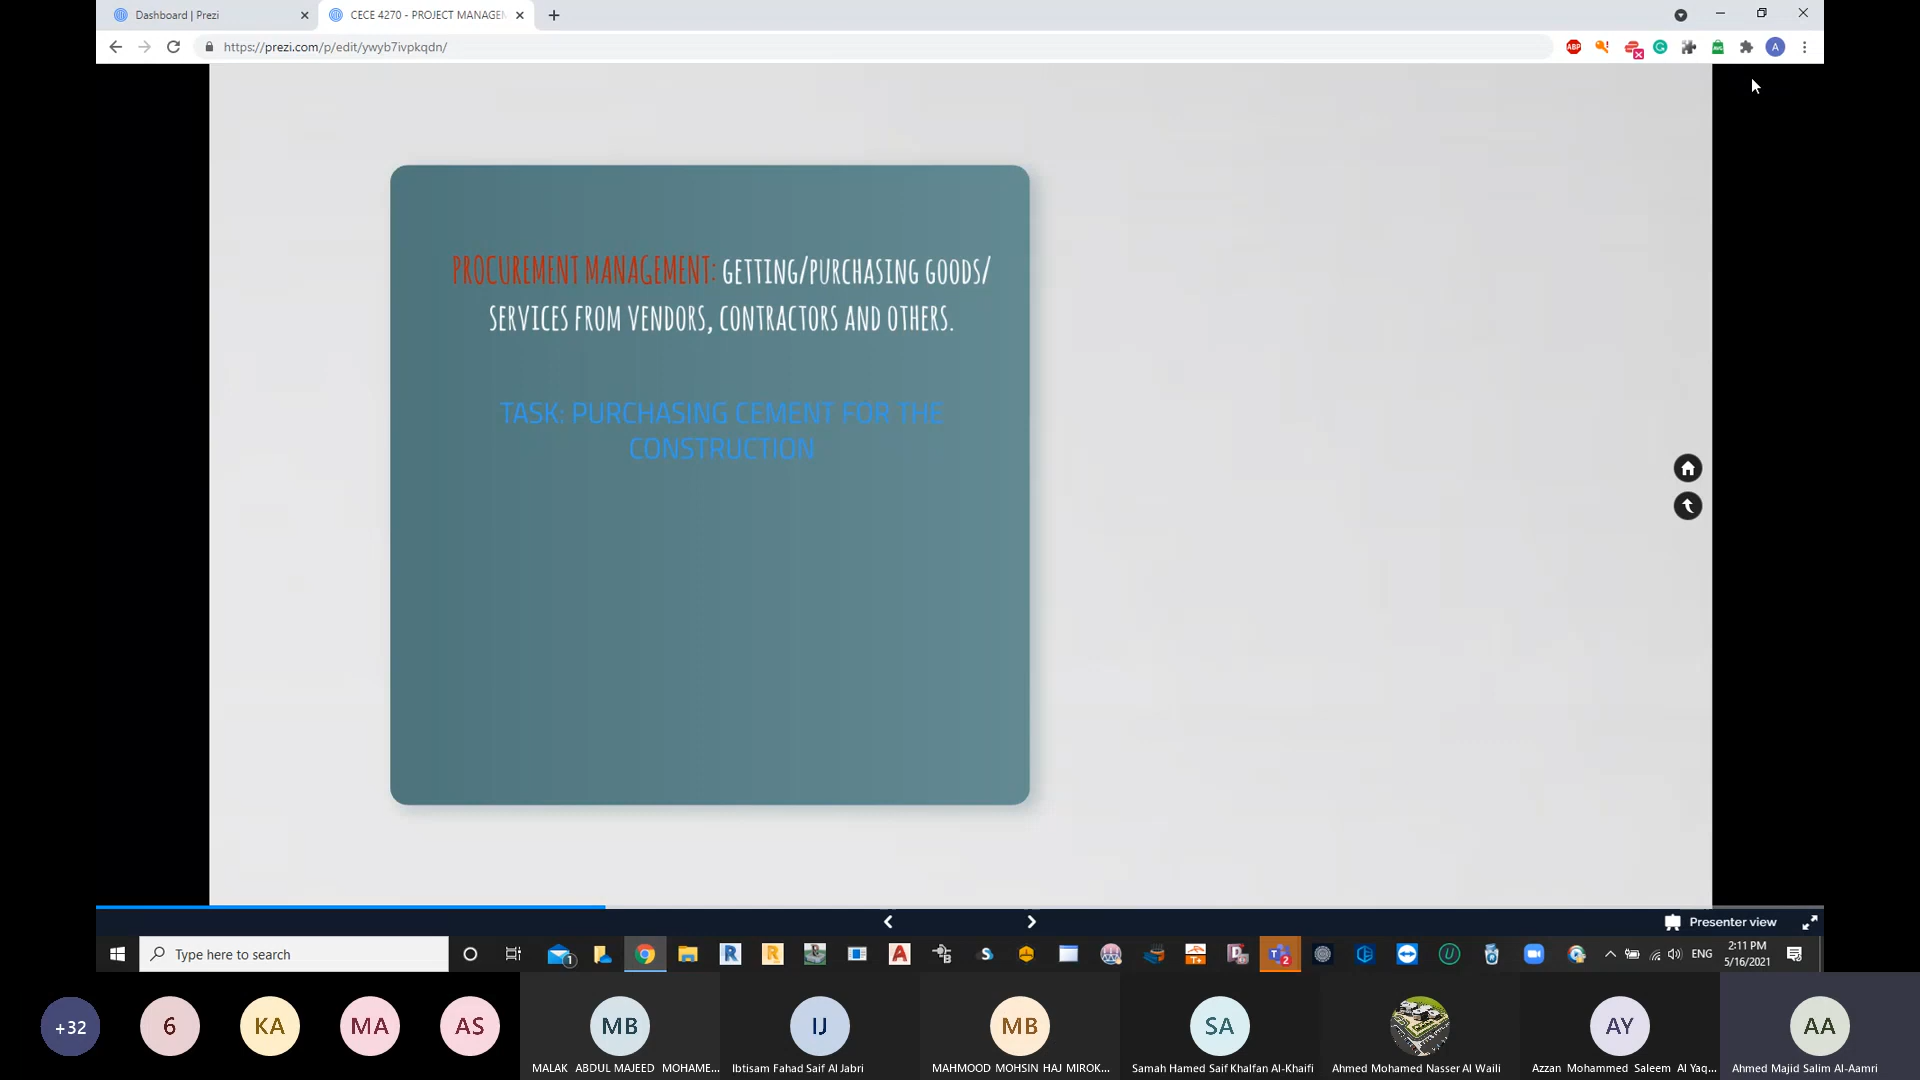 Dashboard | Prezi
CECE 4270 - PROJECT MANAGEM
https://prezi.com/p/edit/ywyb7ivpkqdn/
ABP
A
PROCUREMENT MANAGEMENT: GETTING/PURCHASING GOODS/
SERVICES FROM VENDORS, CONTRACTORS AND OTHERS.
TASK: PURCHASING CEMENT FOR THE
CONSTRUCTION
Presenter view
Type here to search
ENG
2:11 PM
5/16/2021
+32
6
KA
MA
AS
MB
IJ
MB
SA
AY
AA
MALAK ABDUL MAJEED MOHAME...
Ibtisam Fahad Saif Al Jabri
MAHMOOD MOHSIN HAJ MIROK...
Samah Hamed Saif Khalfan Al-Khaifi
Ahmed Mohamed Nasser Al Waili
Azzan Mohammed Saleem Al Yaq...
Ahmed Majid Salim Al-Aamri